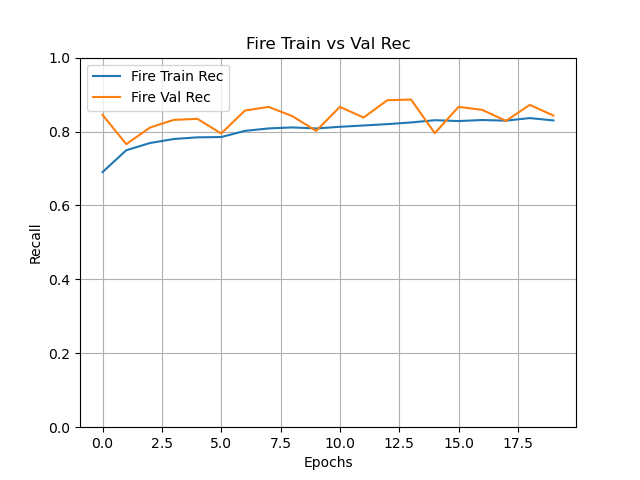 Fire Train vs Val Rec
Fire Train Rec
Fire Val Rec
1.0
0.8
0.6
0.4
0.2
0.0
Recall
0.0 2.5 5.0 7.5 10.0 12.5 15.0 17.5
Epochs